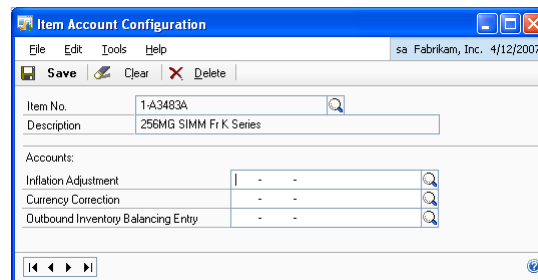 Item Account Configuration
File Edit Tools Help sa Fabrikam, Inc. 4/12/2007
Save Clear Delete
Item No. 1-A3483A
Description 256MG SIMM Fr K Series
Accounts:
Inflation Adjustment - -
Currency Correction - -
Outbound Inventory Balancing Entry - -